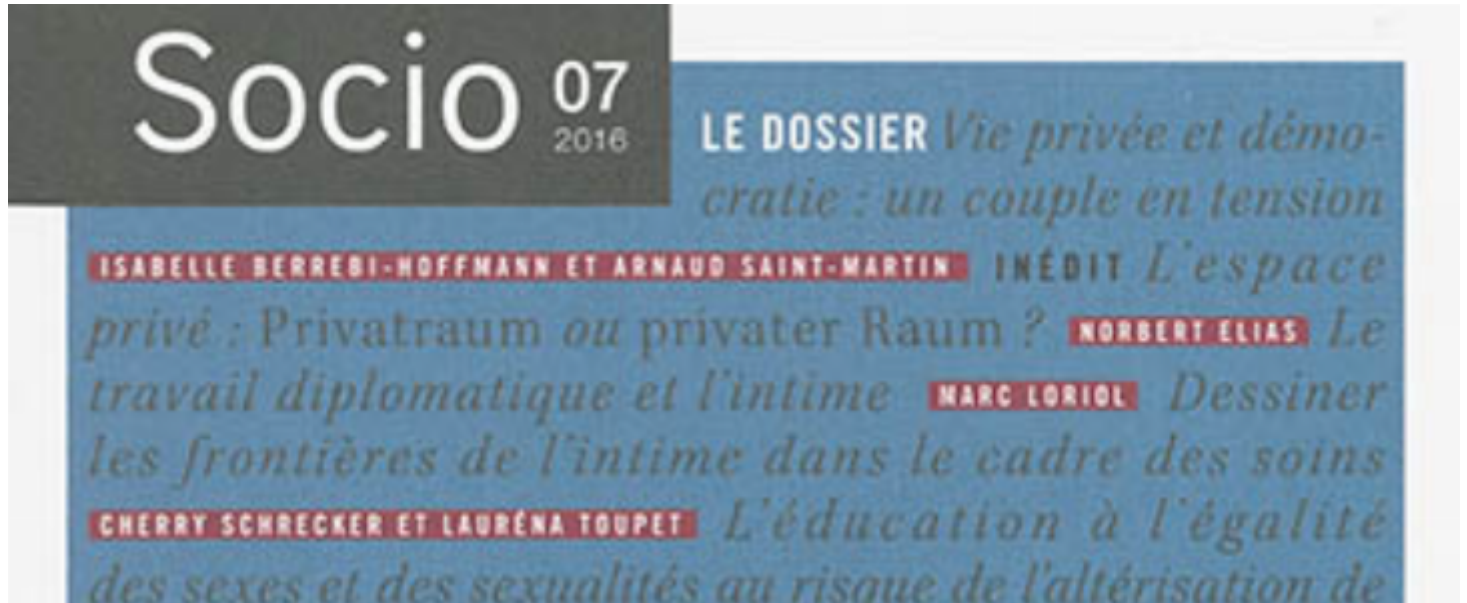 Socio 07
2016
LE DOSSIER Vie privée et démo-
cratie : un couple en tension
ISABELLE BERREBI-HOFFMANN ET ARNAUD SAINT-MARTIN INÉDIT L'espace
privé : Privatraum ou privater Raum ? NORBERT ELIAS Le
travail diplomatique et l'intime MARC LORIOL Dessiner
les frontières de l'intime dans le cadre des soins
CHERRY SCHRECKER ET LAURÉNA TOUPET L'éducation à l'égalité
des sexes et des sexualités au risque de l'altérisation de